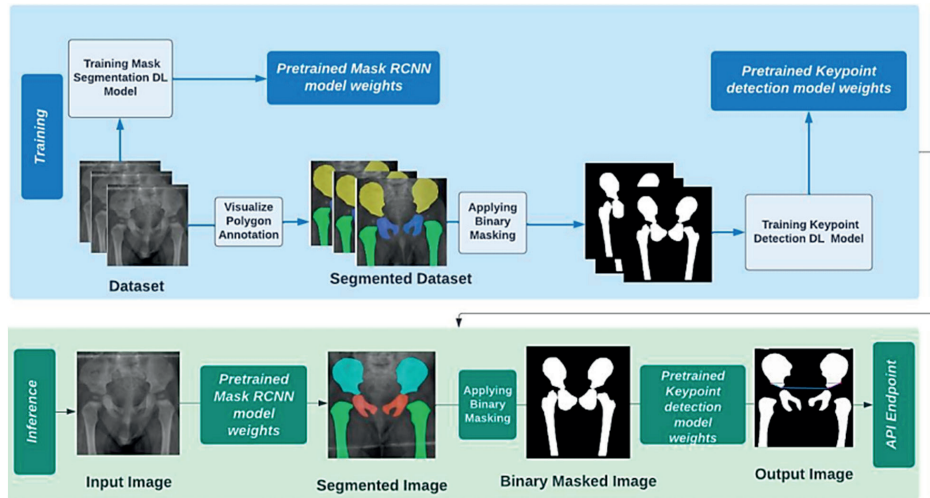 Training
Training Mask
Segmentation DL
Model
Pretrained Mask RCNN
model weights
Pretrained Keypoint
detection model weights
Visualize
Polygon
Annotation
Applying
Binary
Masking
Training Keypoint
Detection DL Model
Dataset
Segmented Dataset
Inference
Pretrained
Mask RCNN
model
weights
Applying
Binary
Masking
Pretrained
Keypoint
detection
model
weights
API Endpoint
Input Image
Segmented Image
Binary Masked Image
Output Image